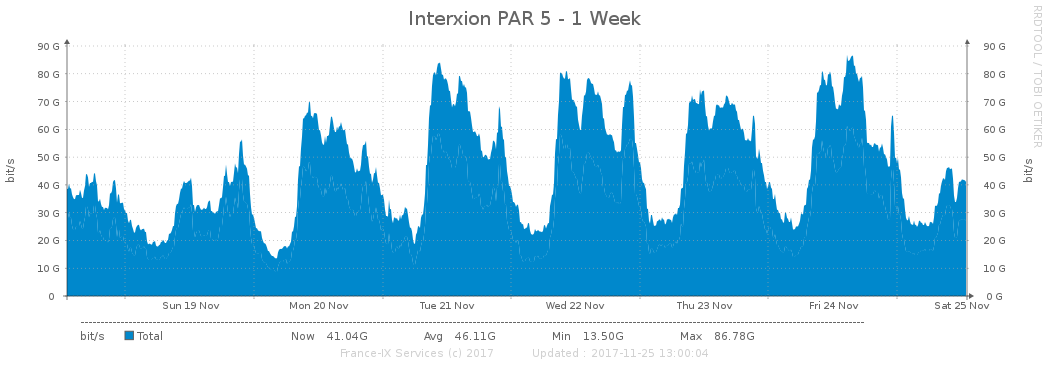 Interxion PAR 5 - 1 Week
RRDTOOL / TOBI OETIKER
90 G 90 G
80 G 80 G
70 G 70 G
60 G 60 G
50 G 50 G
bit/s bit/s
40 G 40 G
30 G 30 G
20 G 20 G
10 G 10 G
0 0 G
Sun 19 Nov Mon 20 Nov Tue 21 Nov Wed 22 Nov Thu 23 Nov Fri 24 Nov Sat 25 Nov
bit/s Total Now 41.04G Avg 46.11G Min 13.50G Max 86.78G
France-IX Services (c) 2017 Updated : 2017-11-25 13:00:04